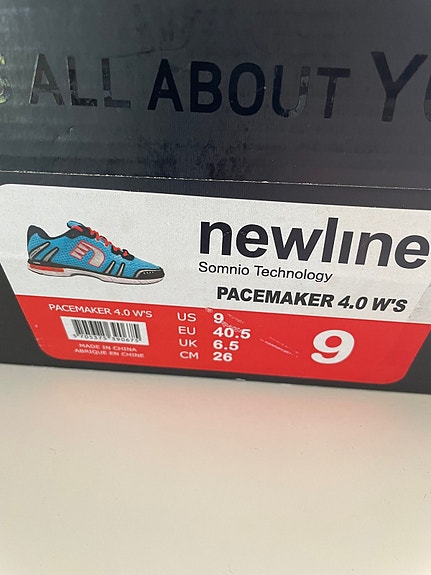 ALL ABOUT
newline
Somnio Technology
PACEMAKER 4.0 W'S
PACEMAKER 4.0 W'S
US 9
EU 40.5
UK 6.5
CM 26
9
MADE IN CHINA
FABRIQUE EN CHINE